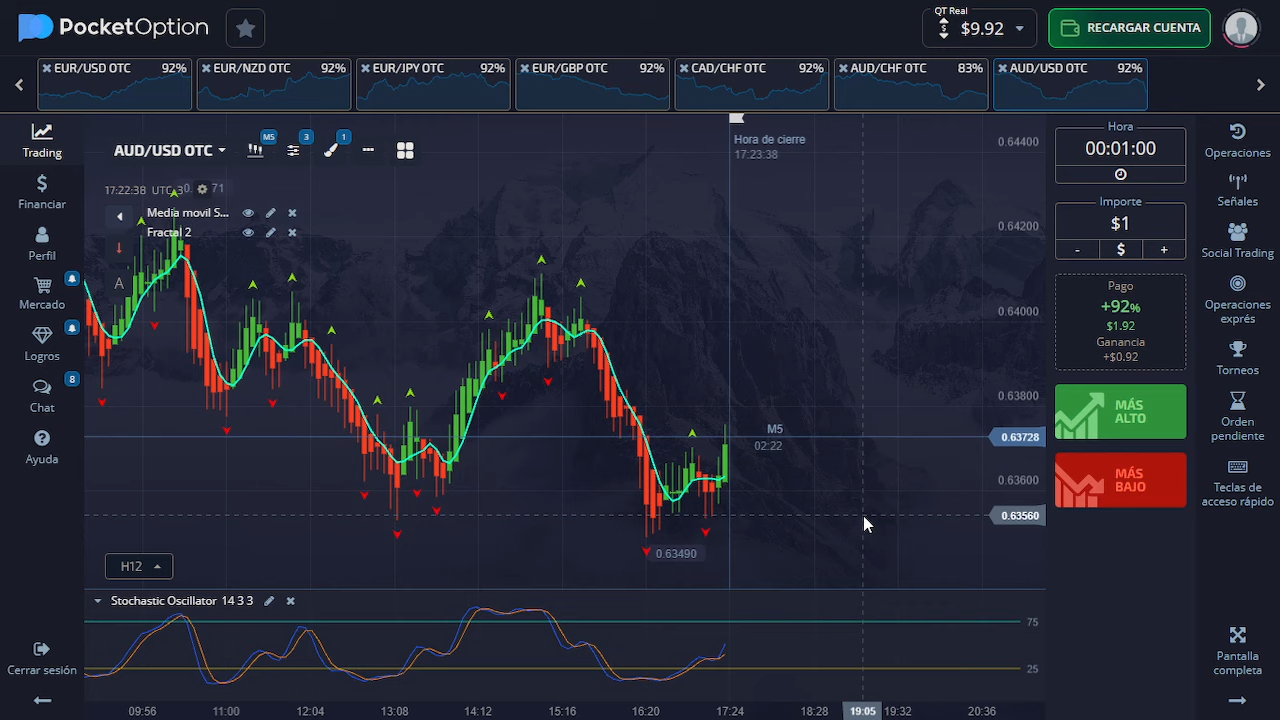 PocketOption
QT Real
$9.92
RECARGAR CUENTA
EUR/USD OTC 92%
EUR/NZD OTC 92%
EUR/JPY OTC 92%
EUR/GBP OTC 92%
CAD/CHF OTC 92%
AUD/CHF OTC 83%
AUD/USD OTC 92%
Trading
Financiar
Perfil
Mercado
Logros
8
Chat
Ayuda
Cerrar sesión
AUD/USD OTC
M5
3
1
17:22:38 UTC-3
0.
71
Media movil S...
Fractal 2
A
Hora de cierre
17:23:38
M5
02:22
0.63490
H12
0.64400
0.64200
0.64000
0.63800
0.63728
0.63600
0.63560
Stochastic Oscillator 14 3 3
75
25
09:56 11:00 12:04 13:08 14:12 15:16 16:20 17:24 18:28 19:05 19:32 20:36
Hora
00:01:00
Importe
$1
- $ +
Pago
+92%
$1.92
Ganancia
+$0.92
MÁS
ALTO
MÁS
BAJO
Operaciones
Señales
Social Trading
Operaciones
exprés
Torneos
Orden
pendiente
Teclas de
acceso rápido
Pantalla
completa